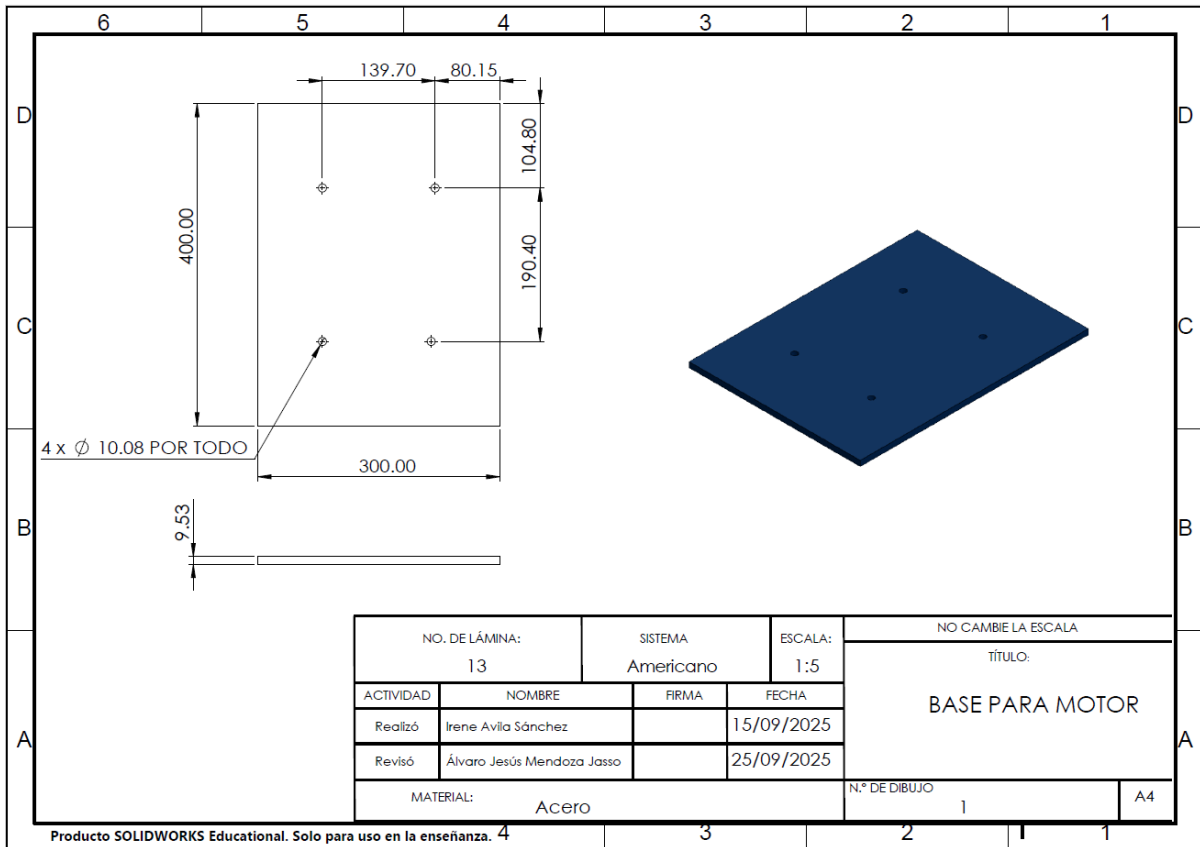 6 5 4 3 2 1
139.70 80.15
D D
104.80
400.00
190.40
C C
4 x ∅ 10.08 POR TODO
300.00
B B
9.53
NO. DE LÁMINA: SISTEMA ESCALA: NO CAMBIE LA ESCALA
13 Americano 1:5 TÍTULO:
ACTIVIDAD NOMBRE FIRMA FECHA
BASE PARA MOTOR
Realizó Irene Avila Sánchez 15/09/2025
A A
Revisó Álvaro Jesús Mendoza Jasso 25/09/2025
MATERIAL: Acero N.º DE DIBUJO 1 A4
Producto SOLIDWORKS Educational. Solo para uso en la enseñanza. 4 3 2 1